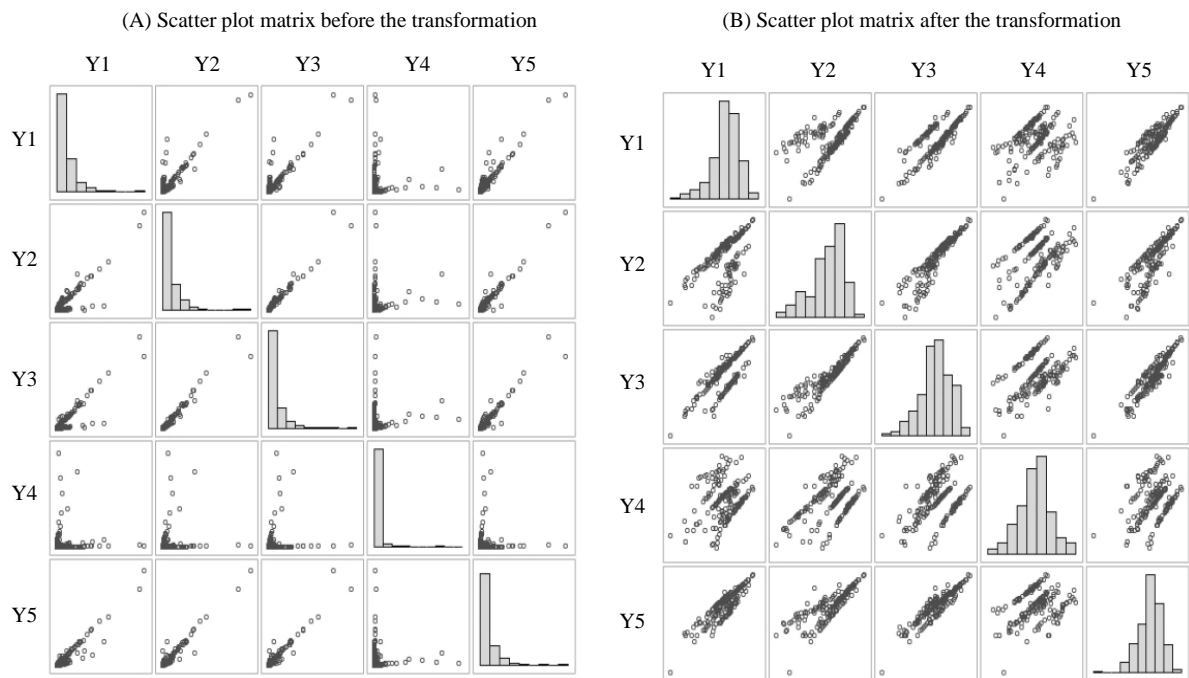 (A) Scatter plot matrix before the transformation
Y1 Y2 Y3 Y4 Y5
Y1
Y2
Y3
Y4
Y5
(B) Scatter plot matrix after the transformation
Y1 Y2 Y3 Y4 Y5
Y1
Y2
Y3
Y4
Y5